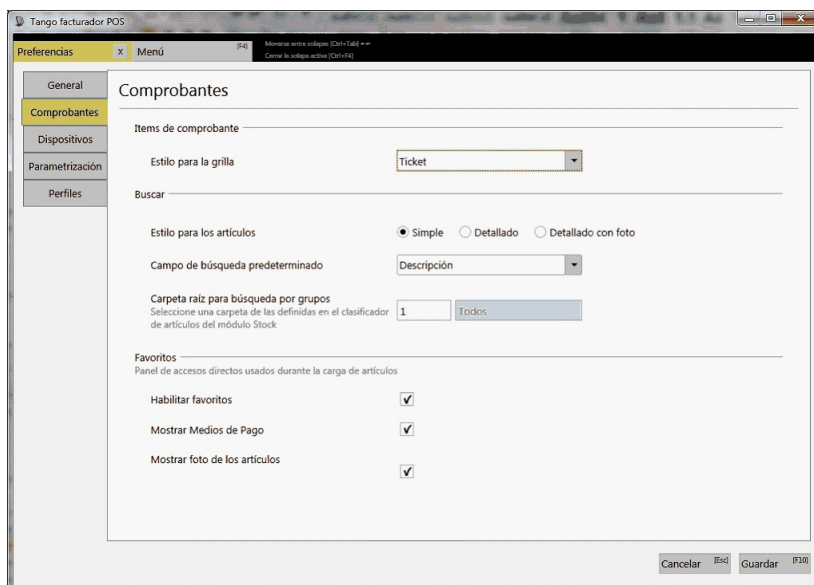 Tango facturador POS
Preferencias x Menú [F4] Moverse entre solapas [Ctrl+Tab]
Cerrar la solapa activa [Ctrl+F4]
General
Comprobantes
Dispositivos
Parametrización
Perfiles
Comprobantes
Items de comprobante
Estilo para la grilla Ticket
Buscar
Estilo para los artículos Simple Detallado Detallado con foto
Campo de búsqueda predeterminado Descripción
Carpeta raíz para búsqueda por grupos
Seleccione una carpeta de las definidas en el clasificador
de artículos del módulo Stock
1 Todos
Favoritos
Panel de accesos directos usados durante la carga de artículos
Habilitar favoritos
Mostrar Medios de Pago
Mostrar foto de los artículos
Cancelar [Esc] Guardar [F10]